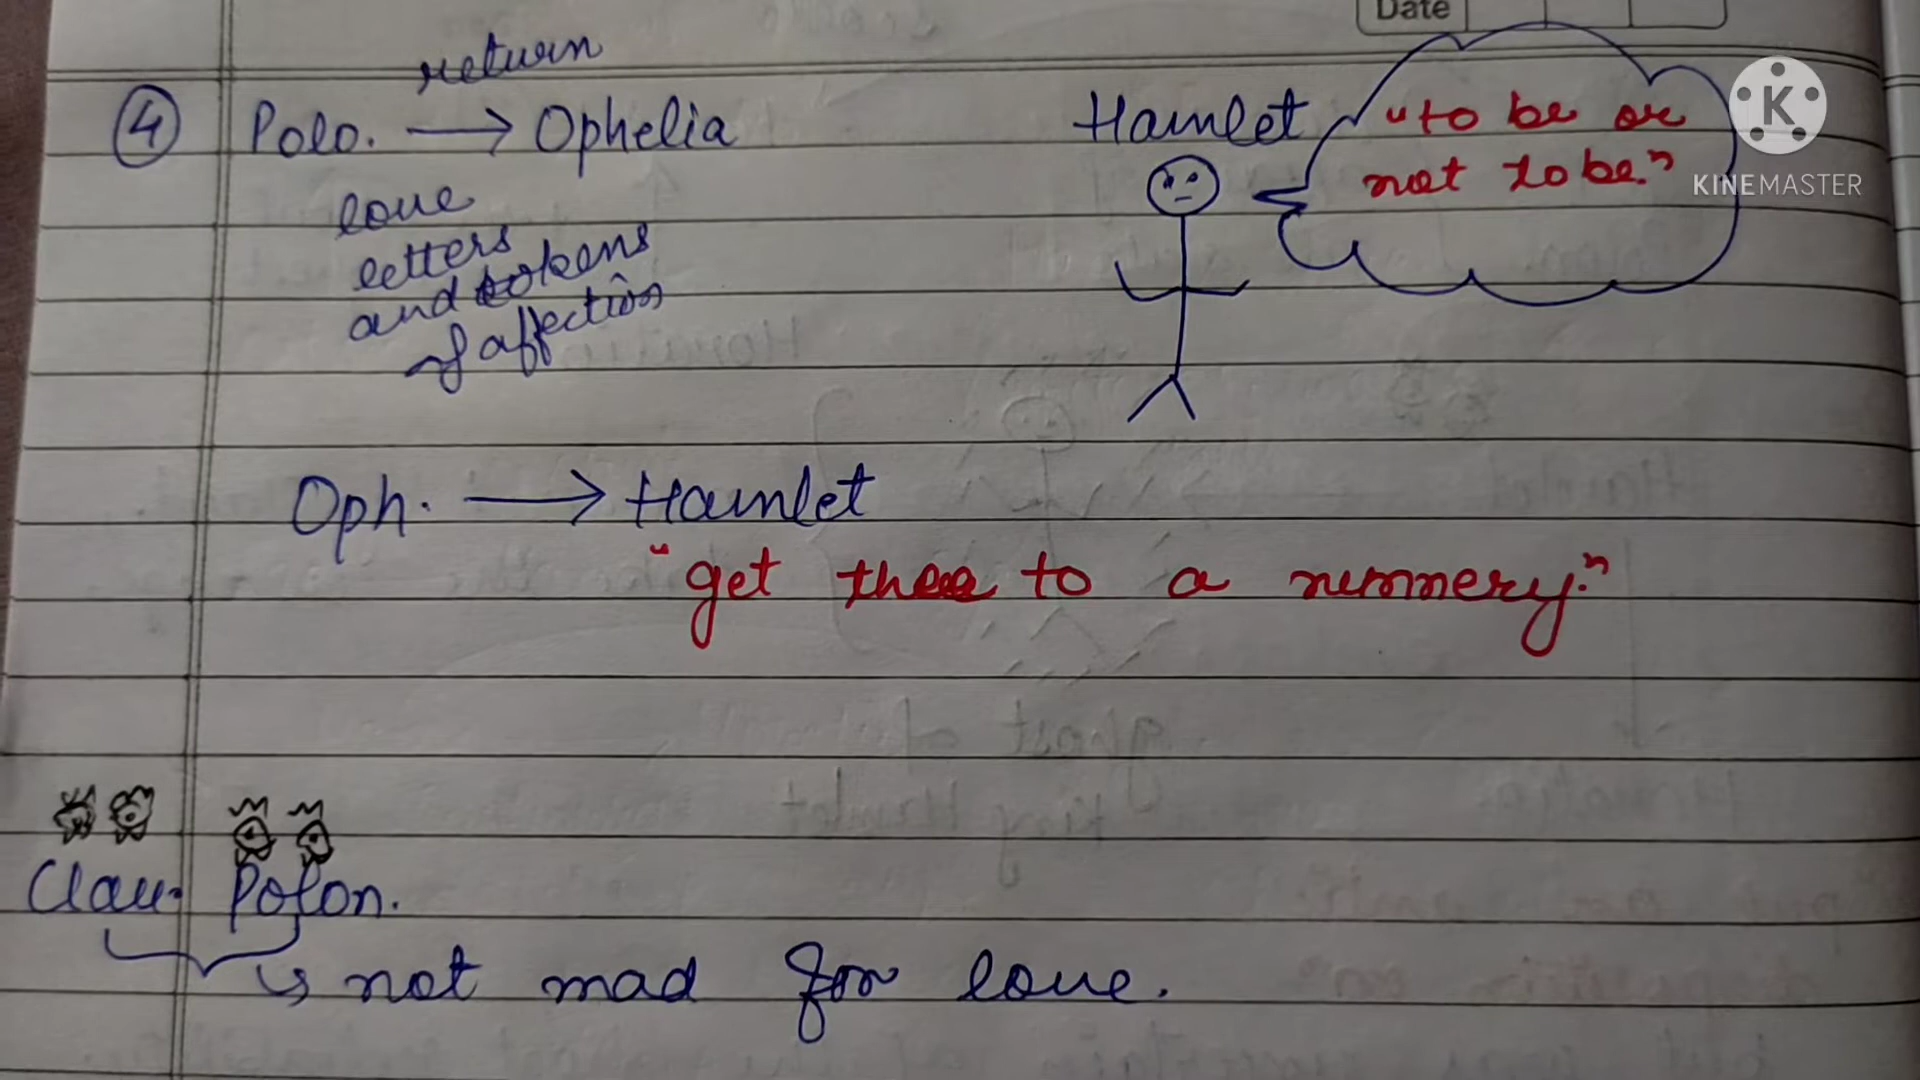 Date
return
④ Polo. → Ophelia
love
letters
and tokens
of affection
Hamlet
"to be or
not to be."
K
KINEMASTER
Oph. → Hamlet
"get thee to a nunnery."
Clau. Polon.
↳ not mad for love.